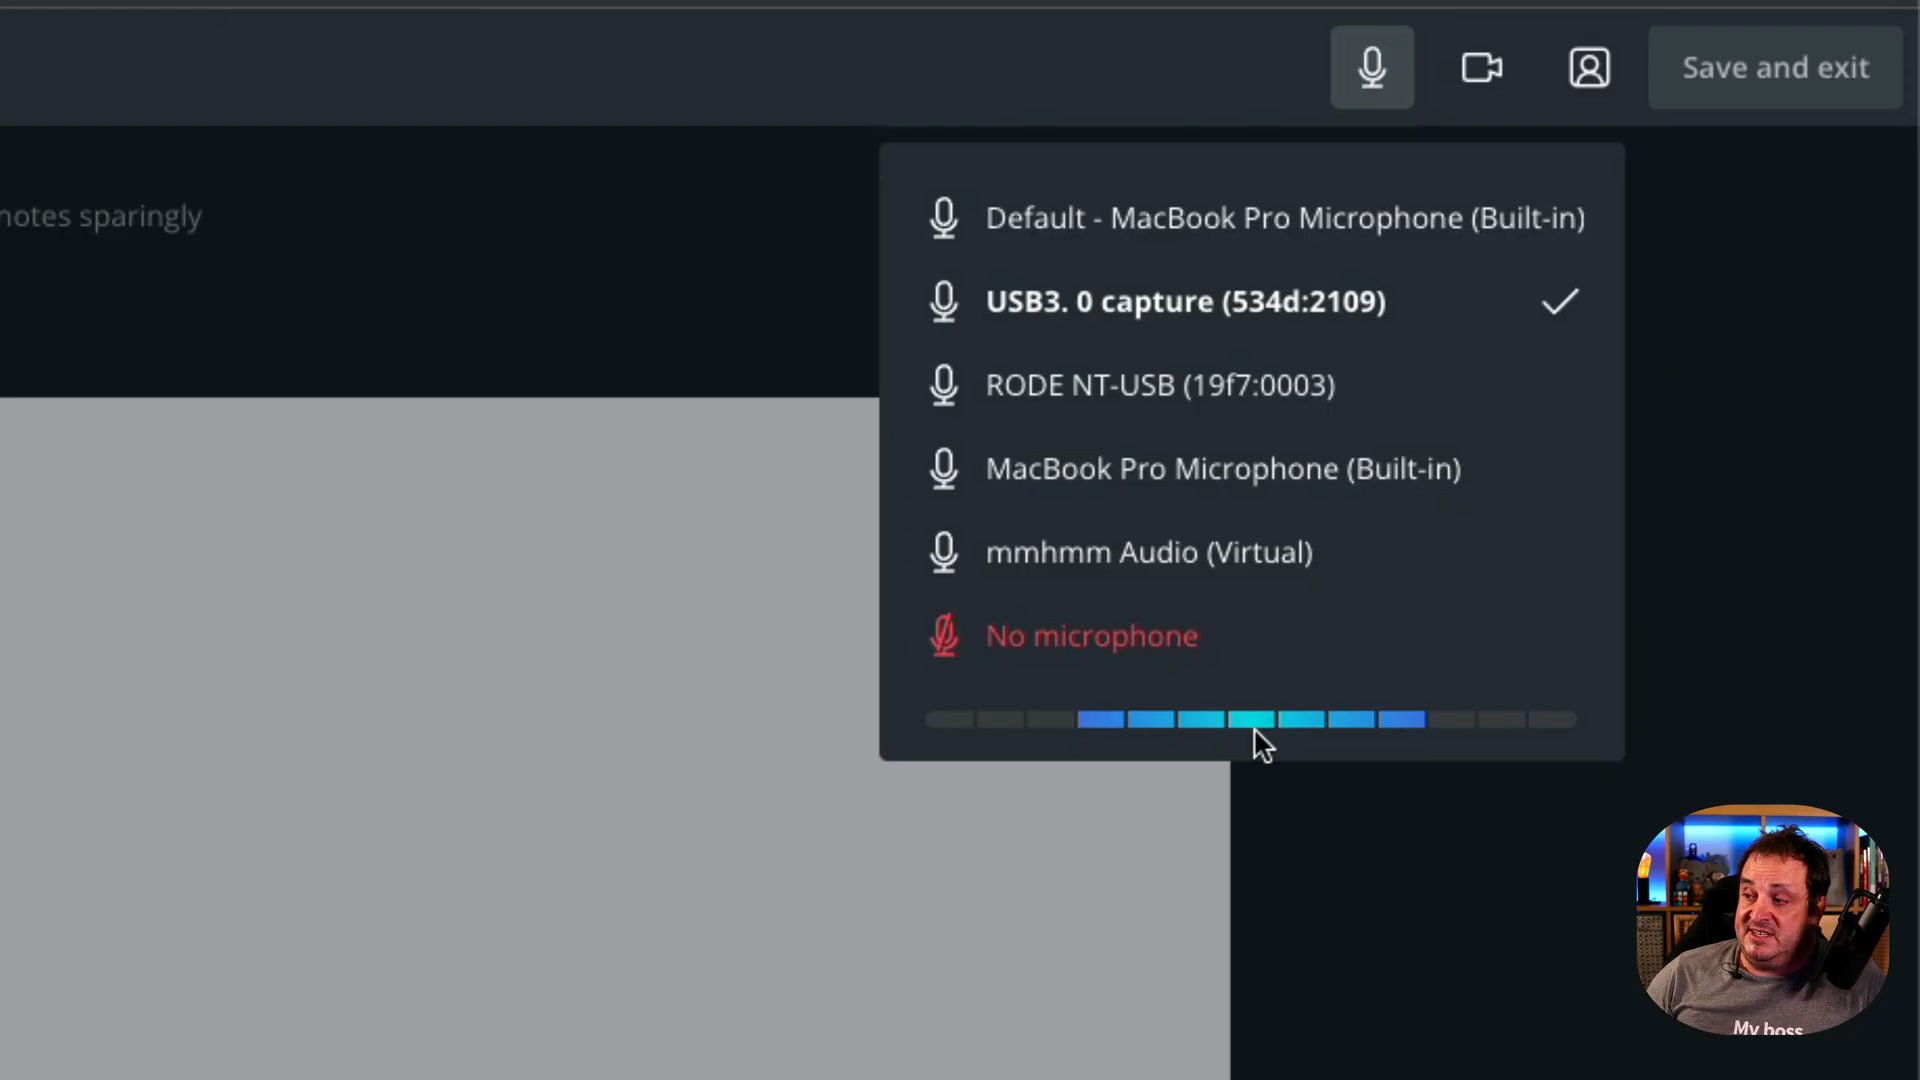 Save and exit
notes sparingly
Default - MacBook Pro Microphone (Built-in)
USB3. 0 capture (534d:2109)
RODE NT-USB (19f7:0003)
MacBook Pro Microphone (Built-in)
mmhmm Audio (Virtual)
No microphone
My boss